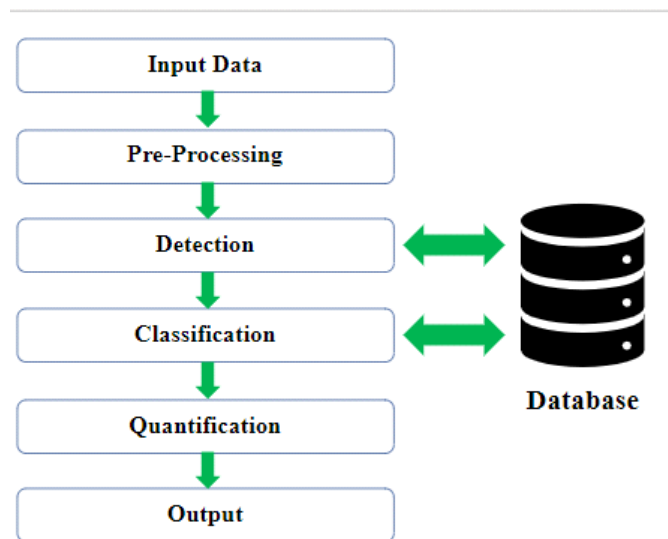 Input Data
Pre-Processing
Detection
Classification
Database
Quantification
Output